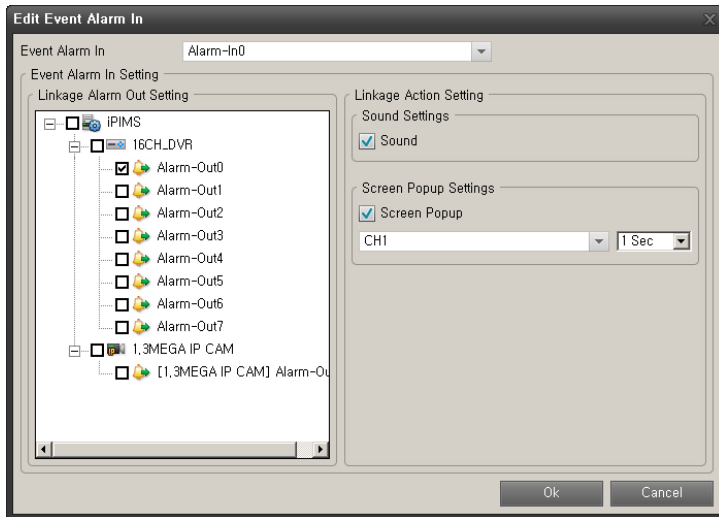 Edit Event Alarm In
Event Alarm In
Alarm-In0
Event Alarm In Setting
Linkage Alarm Out Setting
iPIMS
16CH_DVR
Alarm-Out0
Alarm-Out1
Alarm-Out2
Alarm-Out3
Alarm-Out4
Alarm-Out5
Alarm-Out6
Alarm-Out7
1,3MEGA IP CAM
[1,3MEGA IP CAM] Alarm-Ou
Linkage Action Setting
Sound Settings
Sound
Screen Popup Settings
Screen Popup
CH1
1 Sec
Ok
Cancel